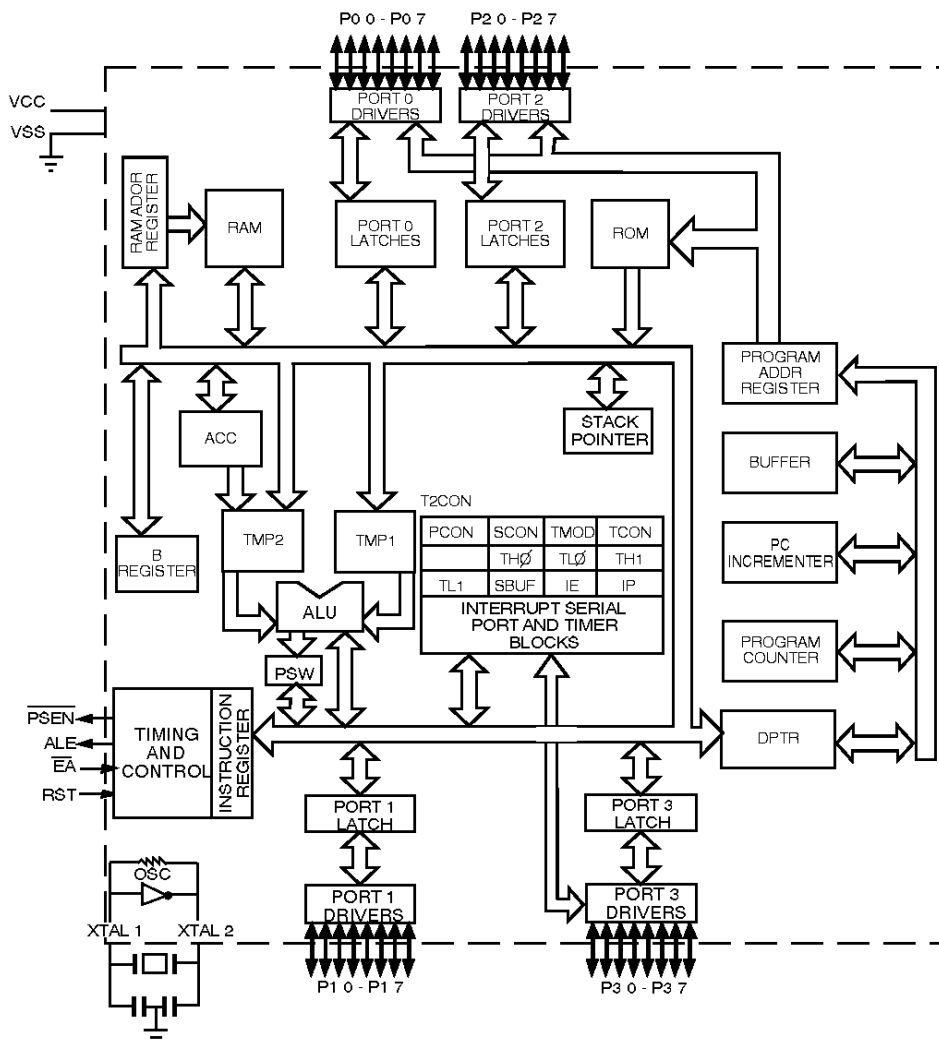 P0 0 - P0 7
P2 0 - P2 7
PORT 0
DRIVERS
PORT 2
DRIVERS
VCC
VSS
RAM ADDR
REGISTER
RAM
PORT 0
LATCHES
PORT 2
LATCHES
ROM
PROGRAM
ADDR
REGISTER
STACK
POINTER
ACC
BUFFER
T2CON
B
REGISTER
TMP2
TMP1
PCON SCON TMOD TCON
THØ TLØ TH1
TL1 SBUF IE IP
INTERRUPT SERIAL
PORT AND TIMER
BLOCKS
PC
INCREMENTER
ALU
PSW
PROGRAM
COUNTER
PSEN
ALE
EA
RST
TIMING
AND
CONTROL
INSTRUCTION
REGISTER
DPTR
PORT 1
LATCH
PORT 3
LATCH
OSC
PORT 1
DRIVERS
PORT 3
DRIVERS
XTAL 1
XTAL 2
P1 0 - P1 7
P3 0 - P3 7